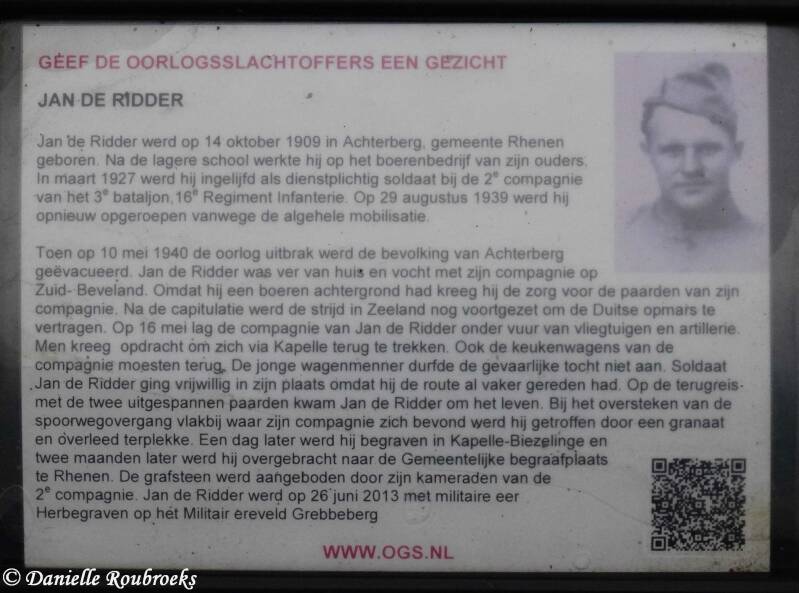 GEEF DE OORLOGSSLACHTOFFERS EEN GEZICHT
JAN DE RIDDER
Jan de Ridder werd op 14 oktober 1909 in Achterberg, gemeente Rhenen
geboren. Na de lagere school werkte hij op het boerenbedrijf van zijn ouders.
In maart 1927 werd hij ingelijfd als dienstplichtig soldaat bij de 2e compagnie
van het 3e bataljon,16e Regiment Infanterie. Op 29 augustus 1939 werd hij
opnieuw opgeroepen vanwege de algehele mobilisatie.
Toen op 10 mei 1940 de oorlog uitbrak werd de bevolking van Achterberg
geëvacueerd. Jan de Ridder was ver van huis en vocht met zijn compagnie op
Zuid- Beveland. Omdat hij een boeren achtergrond had kreeg hij de zorg voor de paarden van zijn
compagnie. Na de capitulatie werd de strijd in Zeeland nog voortgezet om de Duitse opmars te
vertragen. Op 16 mei lag de compagnie van Jan de Ridder onder vuur van vliegtuigen en artillerie.
Men kreeg opdracht om zich via Kapelle terug te trekken. Ook de keukenwagens van de
compagnie moesten terug. De jonge wagenmenner durfde de gevaarlijke tocht niet aan. Soldaat
Jan de Ridder ging vrijwillig in zijn plaats omdat hij de route al vaker gereden had. Op de terugreis
met de twee uitgespannen paarden kwam Jan de Ridder om het leven. Bij het oversteken van de
spoorwegovergang vlakbij waar zijn compagnie zich bevond werd hij getroffen door een granaat
en overleed terplekke. Een dag later werd hij begraven in Kapelle-Biezelinge en
twee maanden later werd hij overgebracht naar de Gemeentelijke begraafplaats
te Rhenen. De grafsteen werd aangeboden door zijn kameraden van de
2e compagnie. Jan de Ridder werd op 26 juni 2013 met militaire eer
Herbegraven op het Militair ereveld Grebbeberg
WWW.OGS.NL
© Danielle Roubroeks